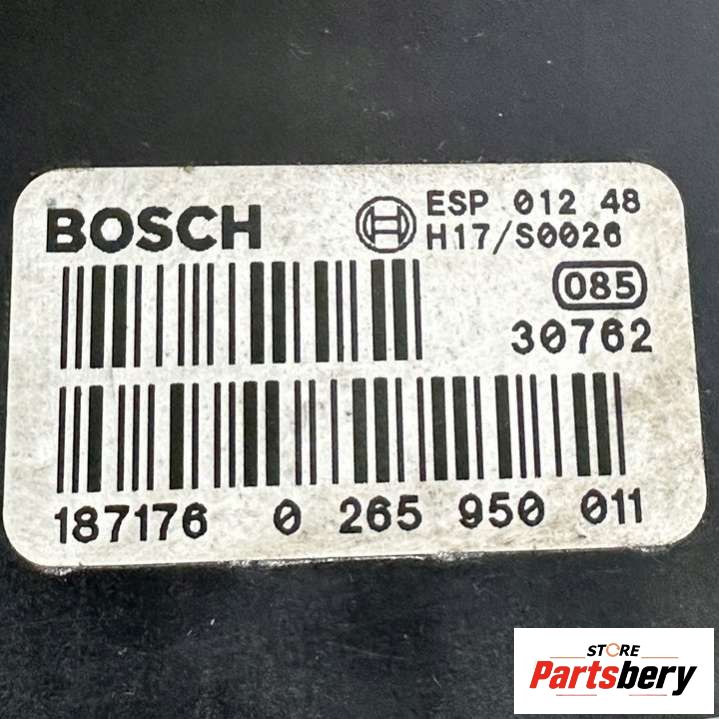 BOSCH
ESP 012 48
H17/S0026
085
30762
187176 0 265 950 011
STORE
Partsbery